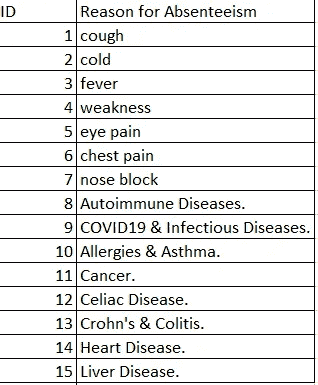 ID Reason for Absenteeism
1 cough
2 cold
3 fever
4 weakness
5 eye pain
6 chest pain
7 nose block
8 Autoimmune Diseases.
9 COVID19 & Infectious Diseases.
10 Allergies & Asthma.
11 Cancer.
12 Celiac Disease.
13 Crohn's & Colitis.
14 Heart Disease.
15 Liver Disease.